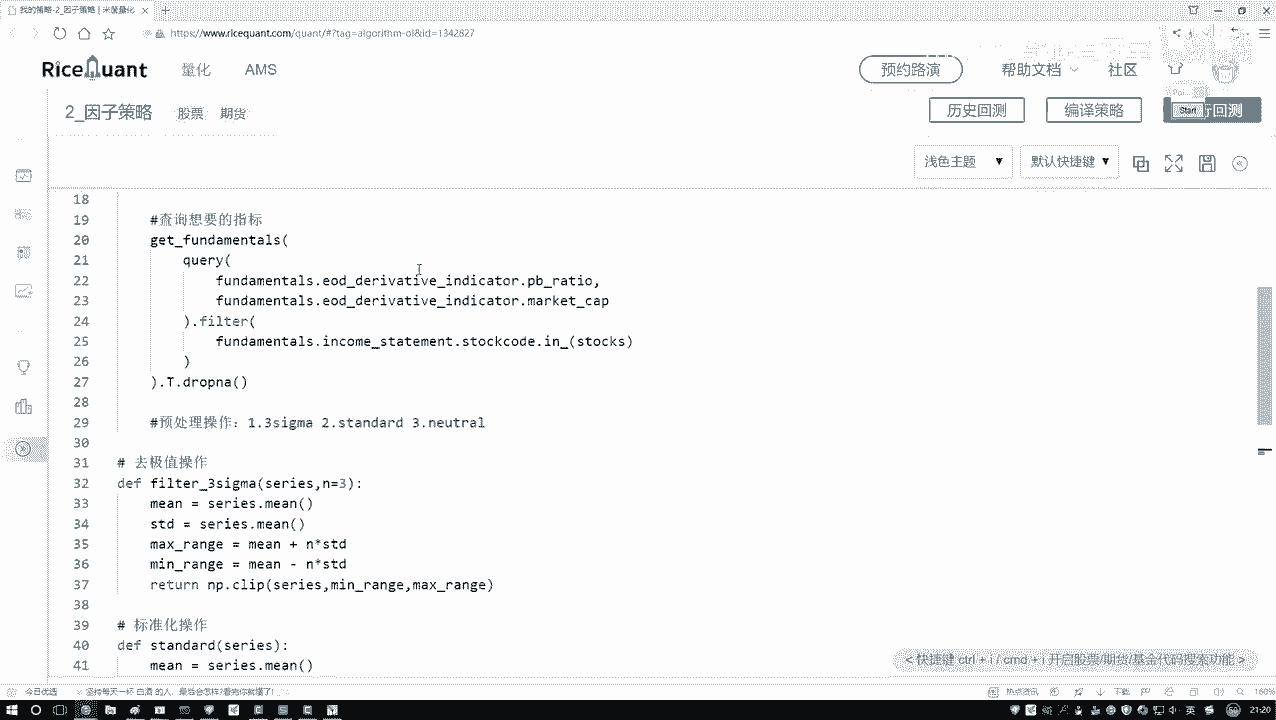 我的策略-2_因子策略 | 米筐量化
https://www.ricequant.com/quant/#?tag=algorithm-ol&id=1342827
RiceQuant
量化
AMS
预约路演
帮助文档
社区
2_因子策略
股票
期货
历史回测
编译策略
Start
行回测
浅色主题
默认快捷键
18
19 #查询想要的指标
20 get_fundamentals(
21 query(
22 fundamentals.eod_derivative_indicator.pb_ratio,
23 fundamentals.eod_derivative_indicator.market_cap
24 ).filter(
25 fundamentals.income_statement.stockcode.in_(stocks)
26 )
27 ).T.dropna()
28
29 #预处理操作: 1.3sigma 2.standard 3.neutral
30
31 # 去极值操作
32 def filter_3sigma(series,n=3):
33 mean = series.mean()
34 std = series.mean()
35 max_range = mean + n*std
36 min_range = mean - n*std
37 return np.clip(series,min_range,max_range)
38
39 # 标准化操作
40 def standard(series):
41 mean = series.mean()
< 快捷键 ctrl + i / cmd + i 开启股票/期货/基金代码搜索功能 >
今日优选
坚持每天一杯 白酒 的人，最后会怎样?看完你就懂了!
热点资讯
下载
160%
英
21:20